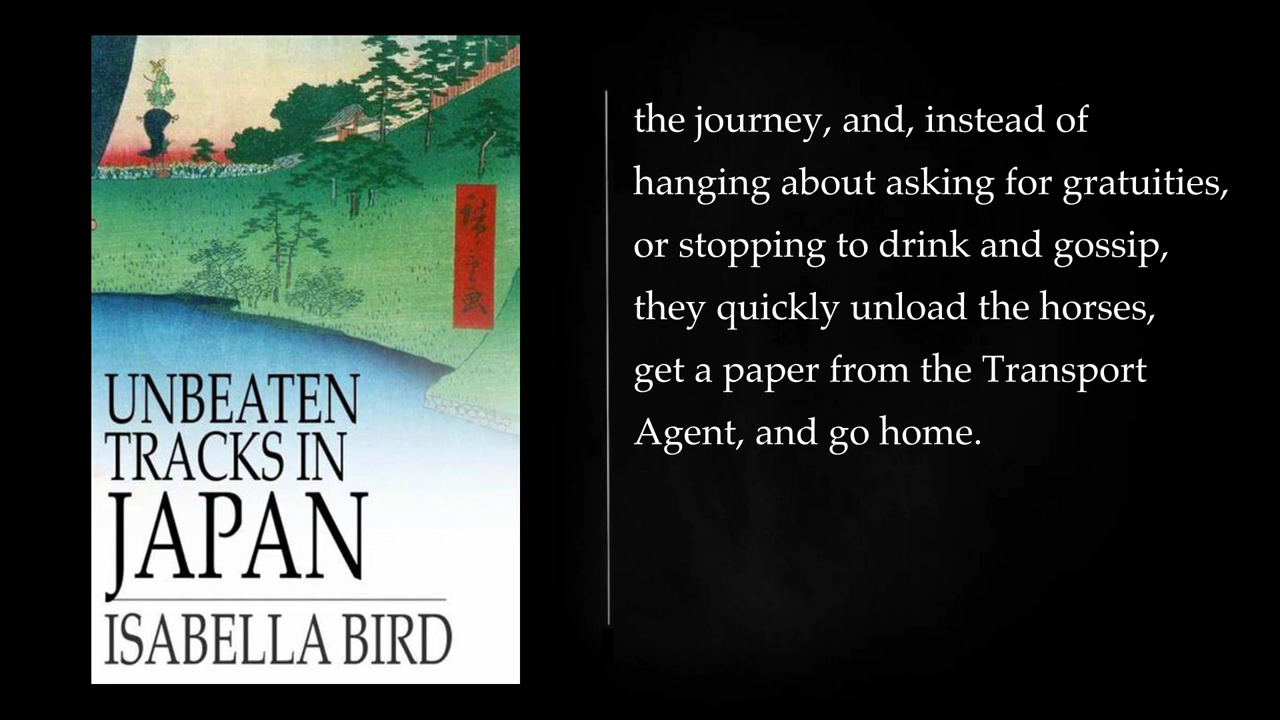 UNBEATEN
TRACKS IN
JAPAN
ISABELLA BIRD
the journey, and, instead of
hanging about asking for gratuities,
or stopping to drink and gossip,
they quickly unload the horses,
get a paper from the Transport
Agent, and go home.